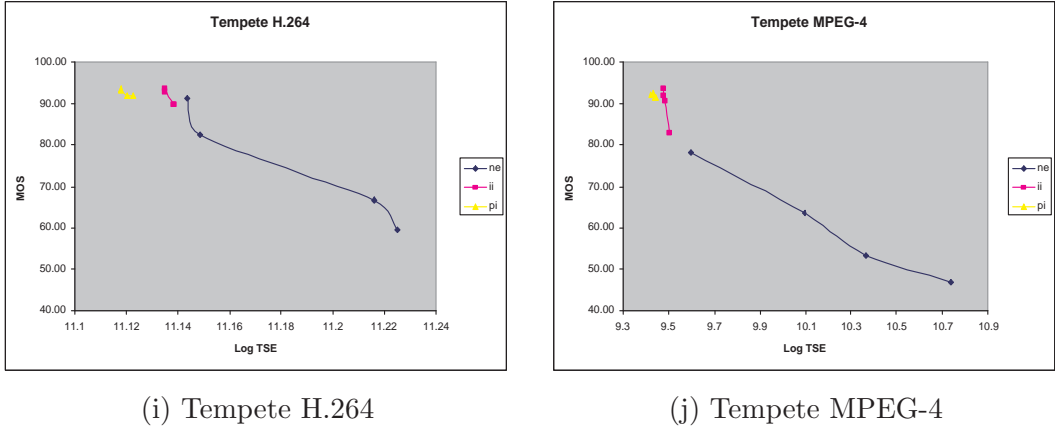 Tempete H.264
100.00
90.00
80.00
70.00
60.00
50.00
40.00
MOS
11.1 11.12 11.14 11.16 11.18 11.2 11.22 11.24
Log TSE
ne
ii
pi
(i) Tempete H.264
Tempete MPEG-4
100.00
90.00
80.00
70.00
60.00
50.00
40.00
MOS
9.3 9.5 9.7 9.9 10.1 10.3 10.5 10.7 10.9
Log TSE
ne
ii
pi
(j) Tempete MPEG-4